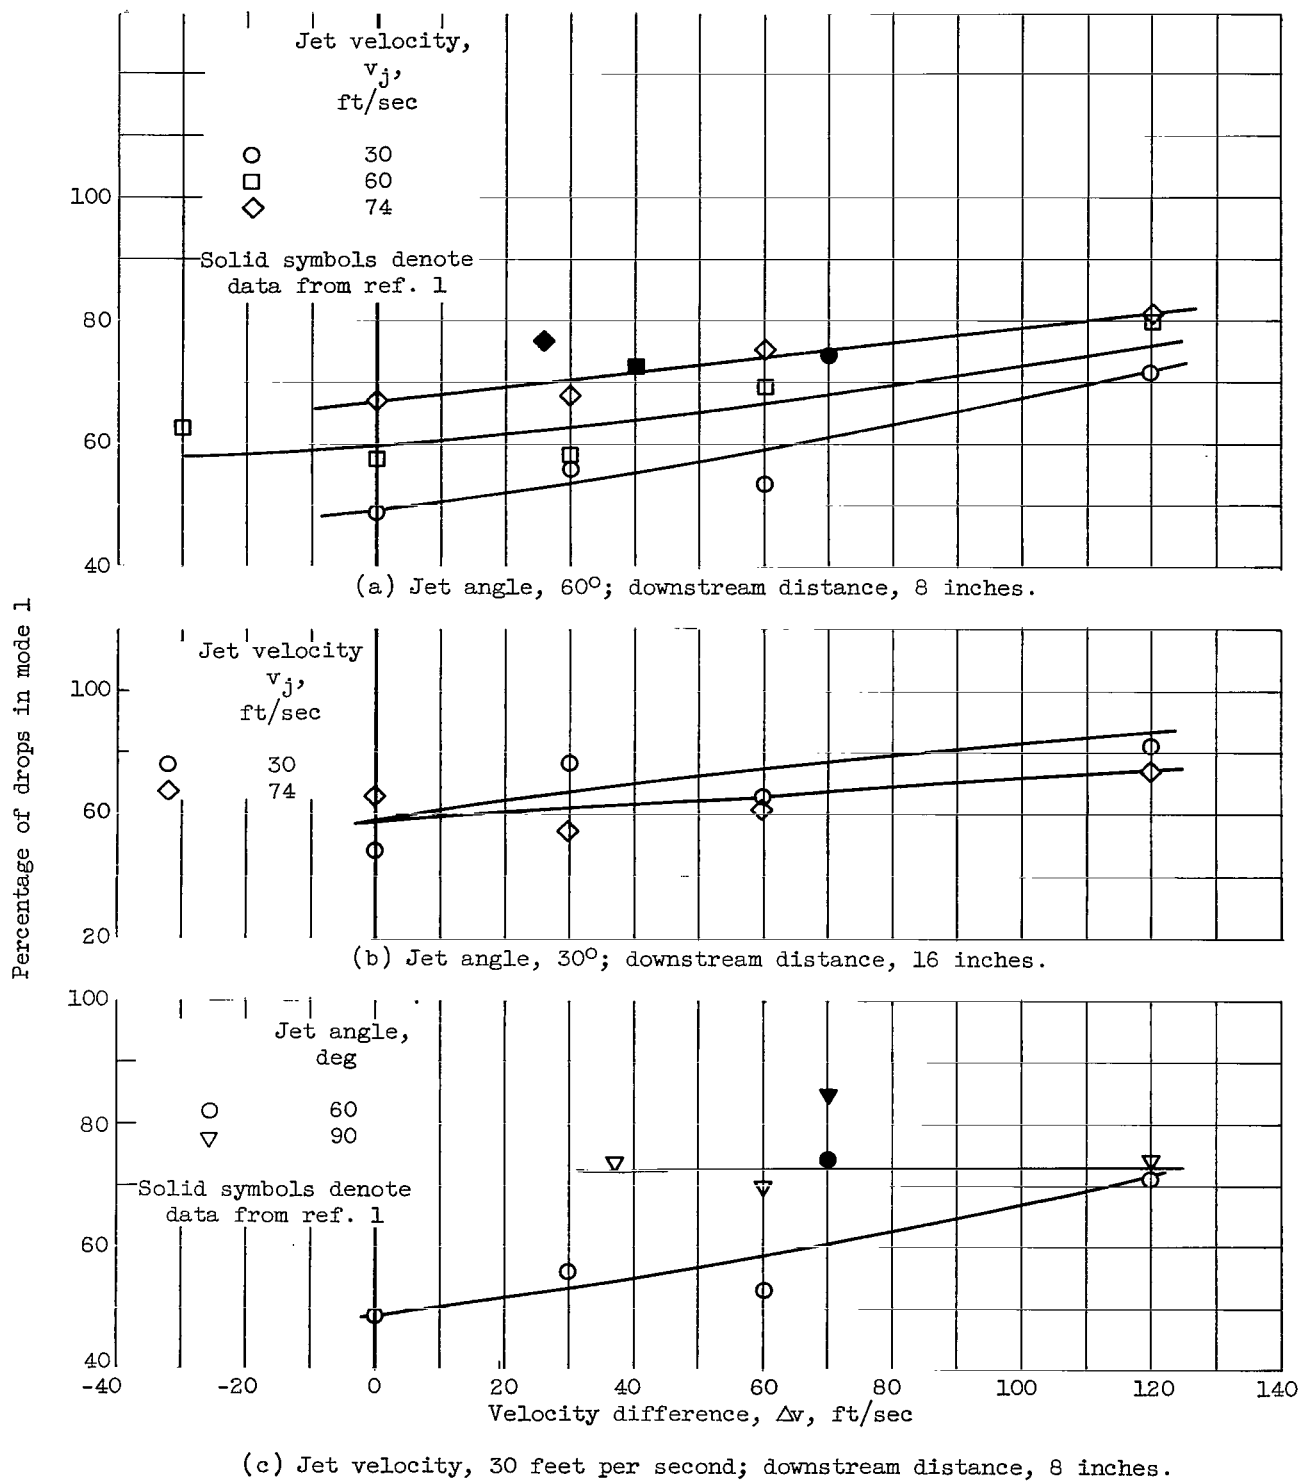 Jet velocity,
vj,
ft/sec
30
60
74
Solid symbols denote
data from ref. 1
100
80
60
40
(a) Jet angle, 60°; downstream distance, 8 inches.
Percentage of drops in mode 1
Jet velocity
vj,
ft/sec
30
74
100
60
20
(b) Jet angle, 30°; downstream distance, 16 inches.
Jet angle,
deg
60
90
Solid symbols denote
data from ref. 1
100
80
60
40
-40 -20 0 20 40 60 80 100 120 140
Velocity difference, Δv, ft/sec
(c) Jet velocity, 30 feet per second; downstream distance, 8 inches.